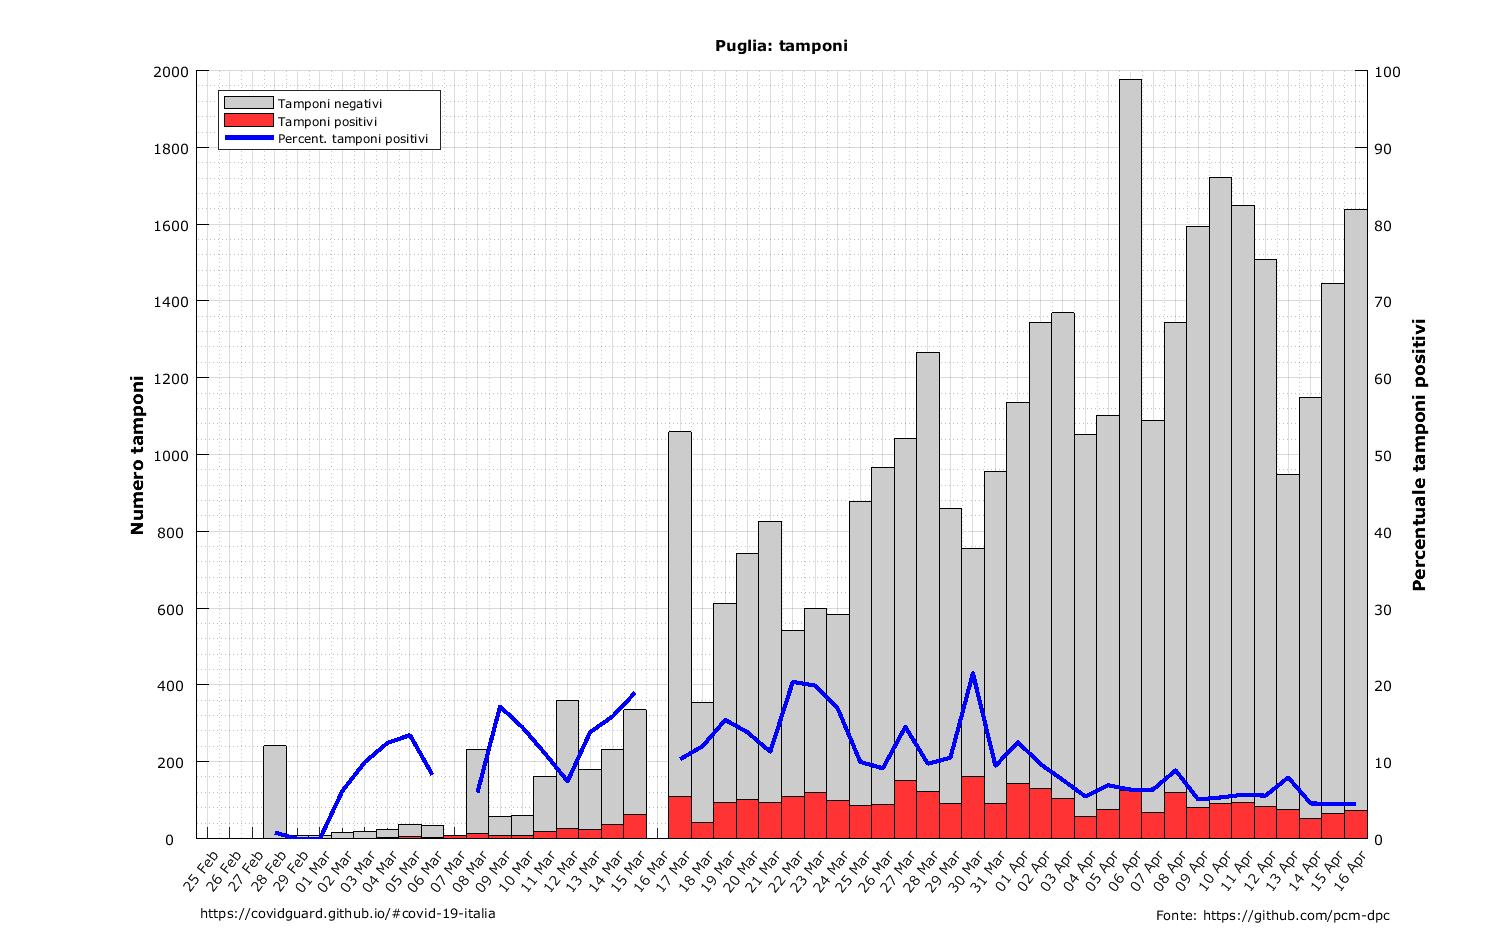 Puglia: tamponi
Tamponi negativi
Tamponi positivi
Percent. tamponi positivi
Numero tamponi
2000
1800
1600
1400
1200
1000
800
600
400
200
0
Percentuale tamponi positivi
100
90
80
70
60
50
40
30
20
10
0
25 Feb
26 Feb
27 Feb
28 Feb
29 Feb
01 Mar
02 Mar
03 Mar
04 Mar
05 Mar
06 Mar
07 Mar
08 Mar
09 Mar
10 Mar
11 Mar
12 Mar
13 Mar
14 Mar
15 Mar
16 Mar
17 Mar
18 Mar
19 Mar
20 Mar
21 Mar
22 Mar
23 Mar
24 Mar
25 Mar
26 Mar
27 Mar
28 Mar
29 Mar
30 Mar
31 Mar
01 Apr
02 Apr
03 Apr
04 Apr
05 Apr
06 Apr
07 Apr
08 Apr
09 Apr
10 Apr
11 Apr
12 Apr
13 Apr
14 Apr
15 Apr
16 Apr
https://covidguard.github.io/#covid-19-italia
Fonte: https://github.com/pcm-dpc